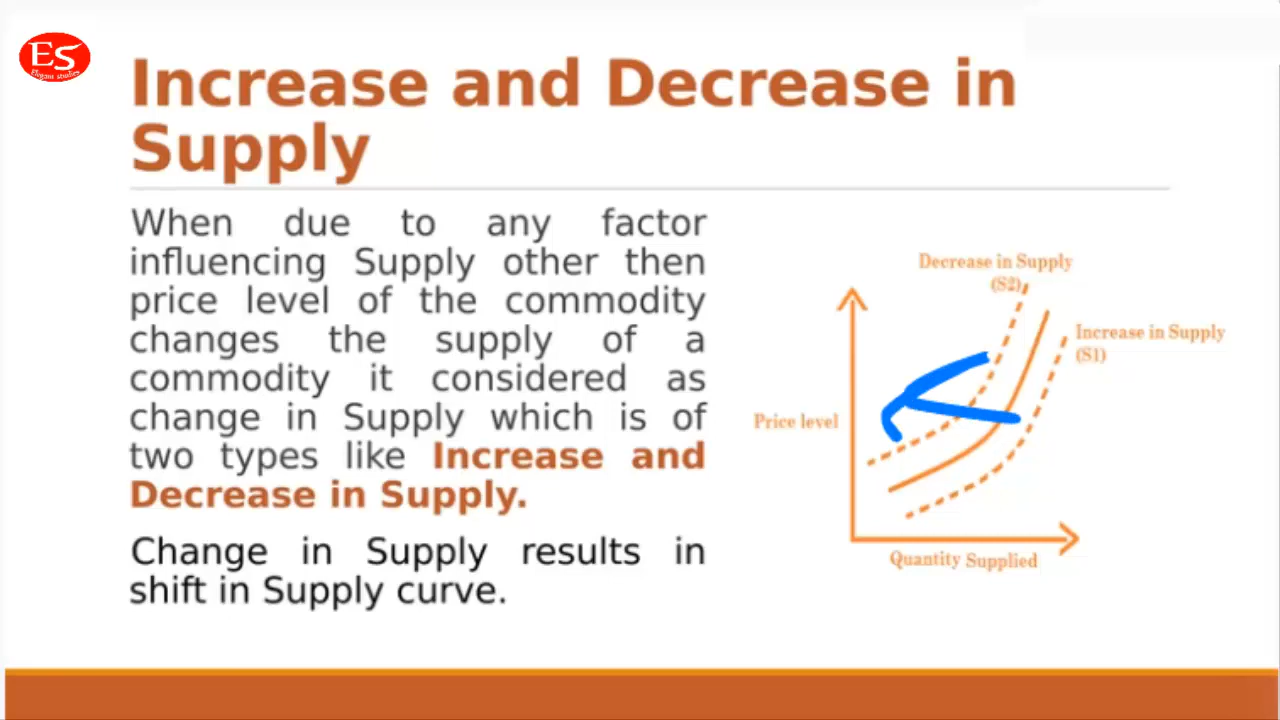 ES
Elegant studies
Increase and Decrease in
Supply
When due to any factor
influencing Supply other then
price level of the commodity
changes the supply of a
commodity it considered as
change in Supply which is of
two types like Increase and
Decrease in Supply.
Change in Supply results in
shift in Supply curve.
Decrease in Supply
(S2)
Increase in Supply
(S1)
Price level
Quantity Supplied